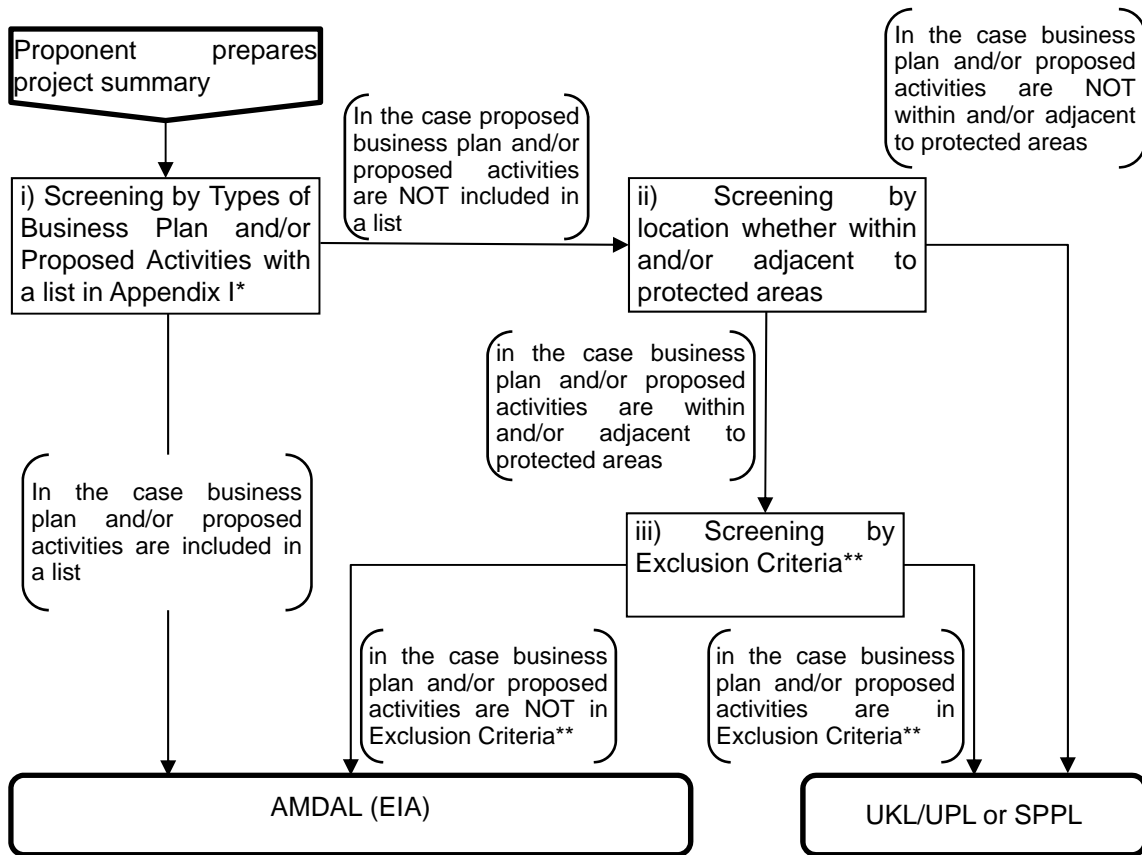 Proponent prepares
project summary
In the case proposed
business plan and/or
proposed activities
are NOT included in
a list
In the case business
plan and/or proposed
activities are NOT
within and/or adjacent
to protected areas
i) Screening by Types of
Business Plan and/or
Proposed Activities with
a list in Appendix I*
ii) Screening by
location whether within
and/or adjacent to
protected areas
in the case business
plan and/or proposed
activities are within
and/or adjacent to
protected areas
In the case business
plan and/or proposed
activities are included in
a list
iii) Screening by
Exclusion Criteria**
in the case business
plan and/or proposed
activities are NOT in
Exclusion Criteria**
in the case business
plan and/or proposed
activities are in
Exclusion Criteria**
AMDAL (EIA)
UKL/UPL or SPPL